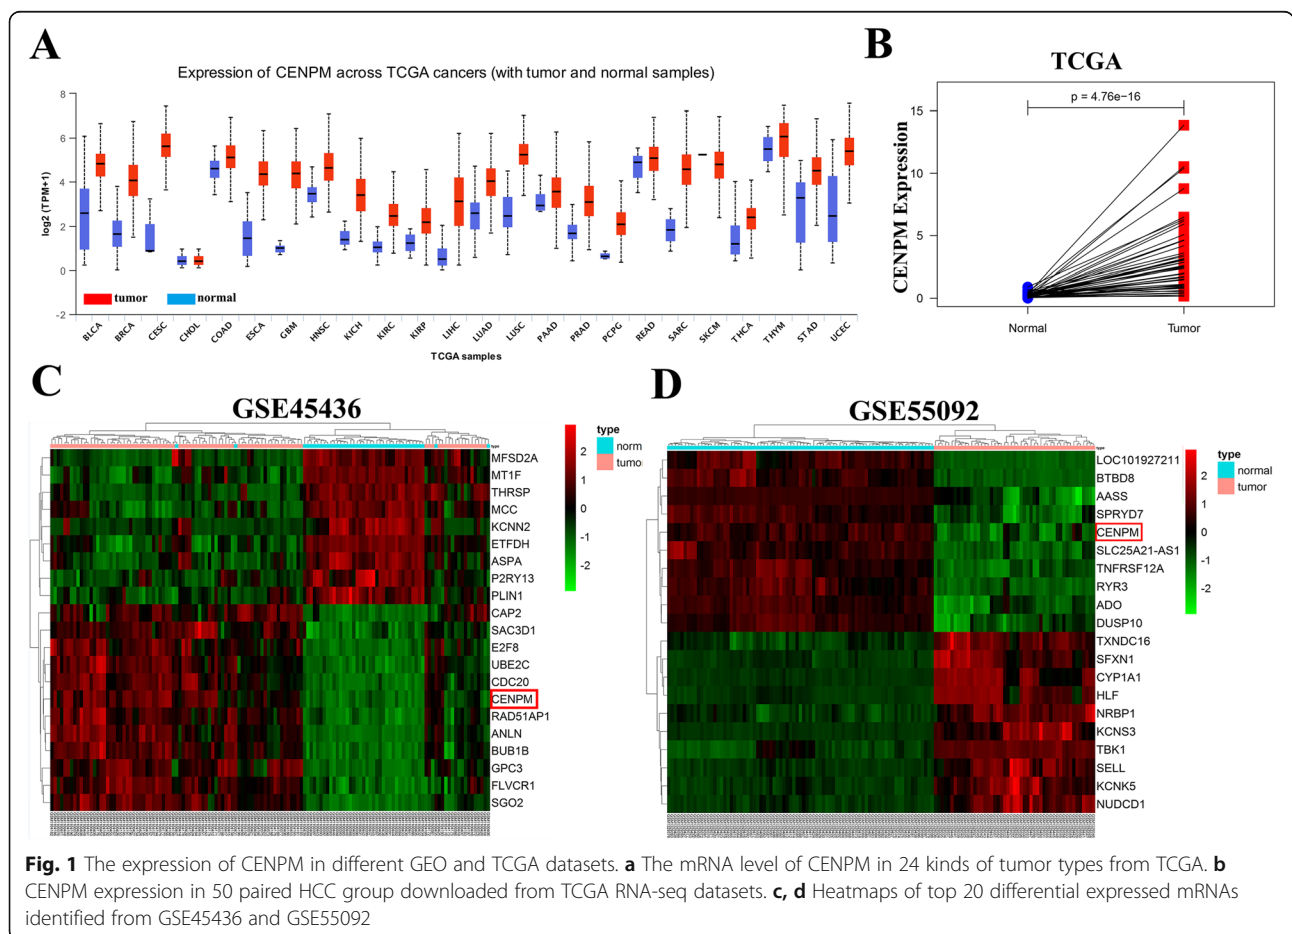 A
Expression of CENPM across TCGA cancers (with tumor and normal samples)
log2 (TPM+1)
8
6
4
2
0
-2
tumor
normal
BLCA
BRCA
CESC
CHOL
COAD
ESCA
GBM
HNSC
KICH
KIRC
KIRP
LIHC
LUAD
LUSC
PAAD
PRAD
PCPG
READ
SARC
SKCM
THCA
THYM
STAD
UCEC
TCGA samples
B
TCGA
p = 4.76e−16
CENPM Expression
15
10
5
0
Normal
Tumor
C
GSE45436
type
MFSD2A
MT1F
THRSP
MCC
KCNN2
ETFDH
ASPA
P2RY13
PLIN1
CAP2
SAC3D1
E2F8
UBE2C
CDC20
CENPM
RAD51AP1
ANLN
BUB1B
GPC3
FLVCR1
SGO2
2
1
0
-1
-2
type
norm
tumo
D
GSE55092
type
LOC101927211
BTBD8
AASS
SPRYD7
CENPM
SLC25A21-AS1
TNFRSF12A
RYR3
ADO
DUSP10
TXNDC16
SFXN1
CYP1A1
HLF
NRBP1
KCNS3
TBK1
SELL
KCNK5
NUDCD1
2
1
0
-1
-2
type
normal
tumor
Fig. 1 The expression of CENPM in different GEO and TCGA datasets. a The mRNA level of CENPM in 24 kinds of tumor types from TCGA. b
CENPM expression in 50 paired HCC group downloaded from TCGA RNA-seq datasets. c, d Heatmaps of top 20 differential expressed mRNAs
identified from GSE45436 and GSE55092